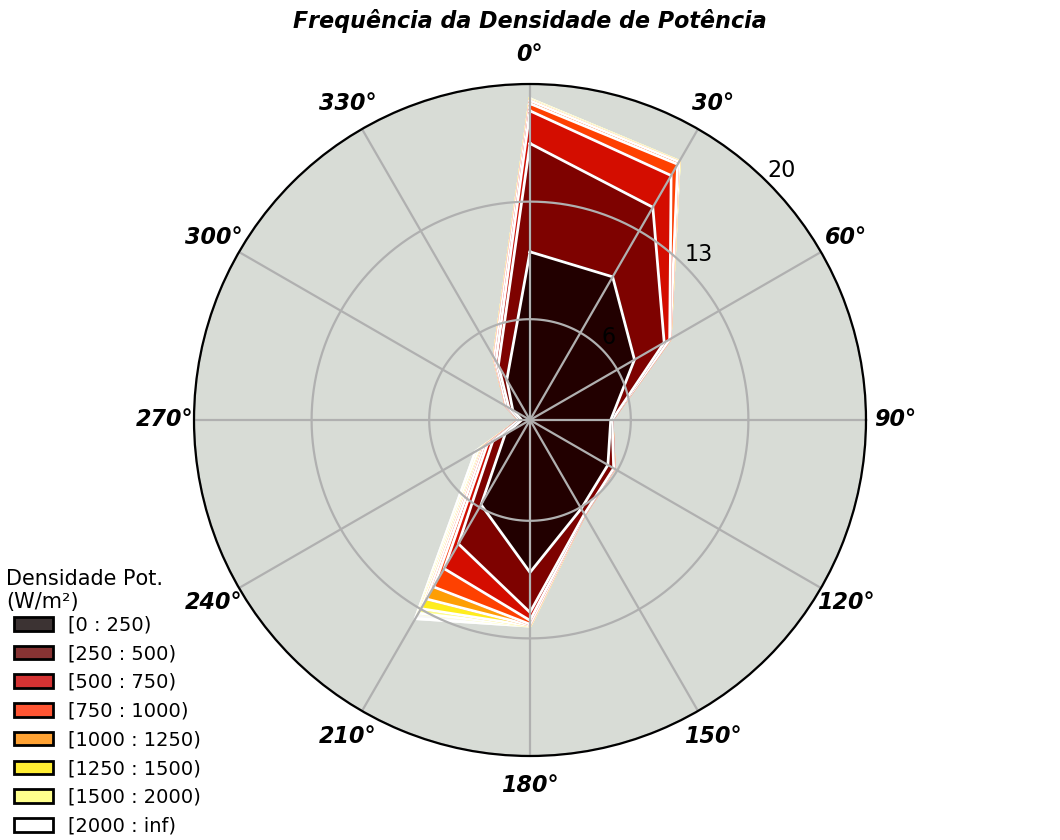 Frequência da Densidade de Potência
0°
330°
30°
20
300°
60°
13
6
270°
90°
240°
120°
210°
150°
180°
Densidade Pot.
(W/m²)
[0 : 250)
[250 : 500)
[500 : 750)
[750 : 1000)
[1000 : 1250)
[1250 : 1500)
[1500 : 2000)
[2000 : inf)